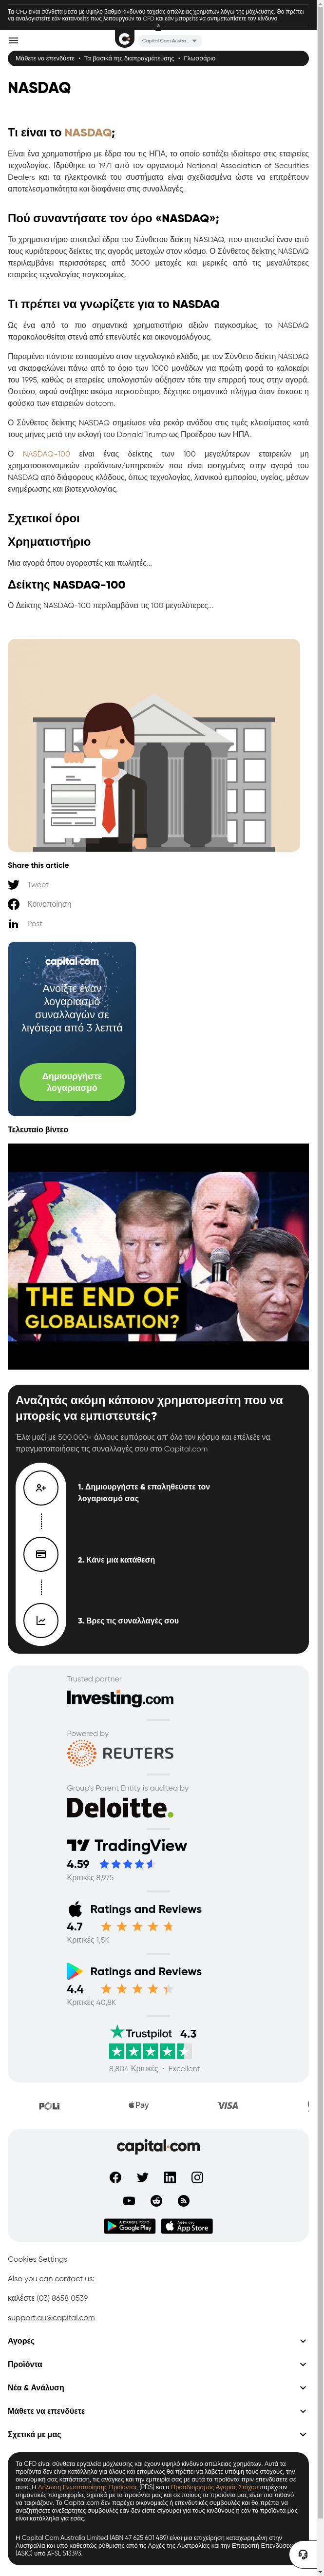 Τα CFD είναι σύνθετα μέσα με υψηλό βαθμό κινδύνου ταχείας απώλειας χρημάτων λόγω της μόχλευσης. Θα πρέπει
να αναλογιστείτε εάν κατανοείτε πως λειτουργούν τα CFD και εάν μπορείτε να αντιμετωπίσετε τον κίνδυνο.
Capital Com Austra...
Μάθετε να επενδύετε • Τα βασικά της διαπραγμάτευσης • Γλωσσάριο
NASDAQ
Τι είναι το NASDAQ;
Είναι ένα χρηματιστήριο με έδρα του τις ΗΠΑ, το οποίο εστιάζει ιδιαίτερα στις εταιρείες
τεχνολογίας. Ιδρύθηκε το 1971 από τον οργανισμό National Association of Securities
Dealers και τα ηλεκτρονικά του συστήματα είναι σχεδιασμένα ώστε να επιτρέπουν
αποτελεσματικότητα και διαφάνεια στις συναλλαγές.
Πού συναντήσατε τον όρο «NASDAQ»;
Το χρηματιστήριο αποτελεί έδρα του Σύνθετου δείκτη NASDAQ, που αποτελεί έναν από
τους κυριότερους δείκτες της αγοράς μετοχών στον κόσμο. Ο Σύνθετος δείκτης NASDAQ
περιλαμβάνει περισσότερες από 3000 μετοχές και μερικές από τις μεγαλύτερες
εταιρείες τεχνολογίας παγκοσμίως.
Τι πρέπει να γνωρίζετε για το NASDAQ
Ως ένα από τα πιο σημαντικά χρηματιστήρια αξιών παγκοσμίως, το NASDAQ
παρακολουθείται στενά από επενδυτές και οικονομολόγους.
Παραμένει πάντοτε εστιασμένο στον τεχνολογικό κλάδο, με τον Σύνθετο δείκτη NASDAQ
να σκαρφαλώνει πάνω από το όριο των 1000 μονάδων για πρώτη φορά το καλοκαίρι
του 1995, καθώς οι εταιρείες υπολογιστών αύξησαν τότε την επιρροή τους στην αγορά.
Ωστόσο, αφού ανέβηκε ακόμα περισσότερο, δέχτηκε σημαντικό πλήγμα όταν έσκασε η
φούσκα των εταιρειών dotcom.
Ο Σύνθετος δείκτης NASDAQ σημείωσε νέα ρεκόρ ανόδου στις τιμές κλεισίματος κατά
τους μήνες μετά την εκλογή του Donald Trump ως Προέδρου των ΗΠΑ.
Ο NASDAQ-100 είναι ένας δείκτης των 100 μεγαλύτερων εταιρειών μη
χρηματοοικονομικών προϊόντων/υπηρεσιών που είναι εισηγμένες στην αγορά του
NASDAQ από διάφορους κλάδους, όπως τεχνολογίας, λιανικού εμπορίου, υγείας, μέσων
ενημέρωσης και βιοτεχνολογίας.
Σχετικοί όροι
Χρηματιστήριο
Μια αγορά όπου αγοραστές και πωλητές...
Δείκτης NASDAQ-100
Ο Δείκτης NASDAQ-100 περιλαμβάνει τις 100 μεγαλύτερες...
Share this article
Tweet
Κοινοποίηση
Post
capital.com
Ανοίξτε έναν
λογαριασμό
συναλλαγών σε
λιγότερο από 3 λεπτά
Δημιουργήστε
λογαριασμό
Τελευταίο βίντεο
THE END OF
GLOBALISATION?
Αναζητάς ακόμη κάποιον χρηματομεσίτη που να
μπορείς να εμπιστευτείς?
Έλα μαζί με 500.000+ άλλους εμπόρους απ' όλο τον κόσμο και επέλεξε να
πραγματοποιήσεις τις συναλλαγές σου στο Capital.com
1. Δημιουργήστε & επαληθεύστε τον
λογαριασμό σας
2. Κάνε μια κατάθεση
3. Βρες τις συναλλαγές σου
Trusted partner
Investing.com
Powered by
REUTERS
Group's Parent Entity is audited by
Deloitte.
TradingView
4.59
Κριτικές 8,975
Ratings and Reviews
4.7
Κριτικές 1,5K
Ratings and Reviews
4.4
Κριτικές 40,8K
Trustpilot 4.3
8,804 Κριτικές • Excellent
POLi
Pay
VISA
capital.com
ΑΠΟΚΤΗΣΤΕ ΤΟ ΣΤΟ
Google Play
App Store
Cookies Settings
Also you can contact us:
καλέστε (03) 8658 0539
support.au@capital.com
Αγορές
Προϊόντα
Νέα & Ανάλυση
Μάθετε να επενδύετε
Σχετικά με μας
Τα CFD είναι σύνθετα εργαλεία μόχλευσης και έχουν υψηλό κίνδυνο απώλειας κεφαλαίων. Αυτά τα
προϊόντα δεν είναι κατάλληλα για όλους και επομένως θα πρέπει να λάβετε υπόψη τους στόχους, την
οικονομική σας κατάσταση, τις ανάγκες και την εμπειρία σας με αυτά τα προϊόντα πριν επενδύσετε σε
αυτά. Η Δήλωση Γνωστοποίησης Προϊόντος (PDS) και ο Προσδιορισμός Αγοράς Στόχου παρέχουν
σημαντικές πληροφορίες σχετικά με τα προϊόντα μας και σε ποιους τα προϊόντα μας είναι πιο πιθανό
να ταιριάζουν. Το Capital.com δεν παρέχει οικονομικές ή επενδυτικές συμβουλές και θα πρέπει να
αναζητήσετε ανεξάρτητες συμβουλές εάν δεν είστε σίγουροι για τους κινδύνους ή εάν τα προϊόντα μας
είναι κατάλληλα για εσάς.
Η Capital Com Australia Limited (ABN 47 625 601 489) είναι μια επιχείρηση καταχωρημένη στην
Αυστραλία και υπό καθεστώς ρύθμισης από τις Αρχές της Αυστραλίας και την Επιτροπή Επενδύσεων
(ASIC) υπό AFSL 513393.